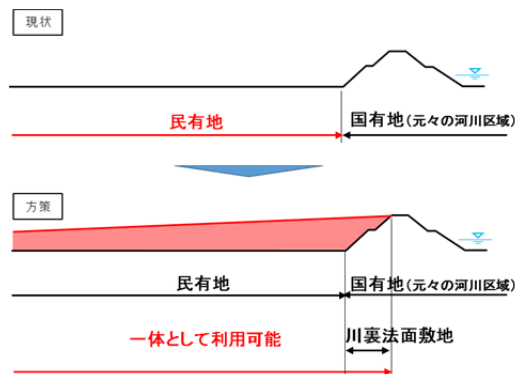 現状
民有地
国有地(元々の河川区域)
方策
民有地
国有地(元々の河川区域)
一体として利用可能
川裏法面敷地